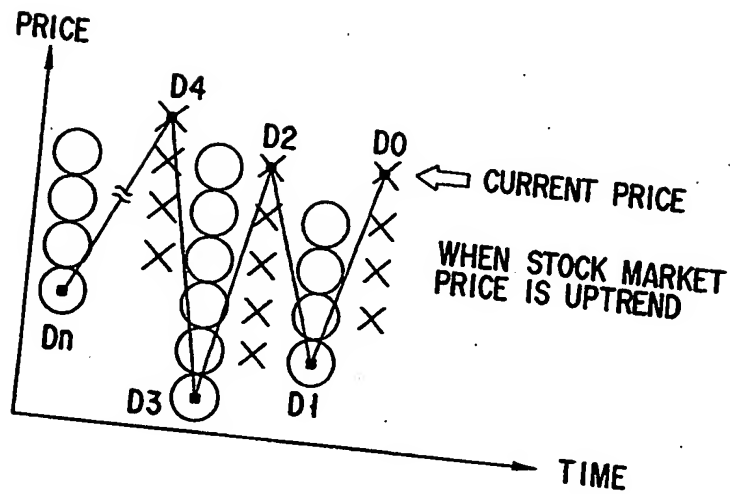 PRICE
D4
D2
D0
CURRENT PRICE
WHEN STOCK MARKET
PRICE IS UPTREND
Dn
D3
D1
TIME